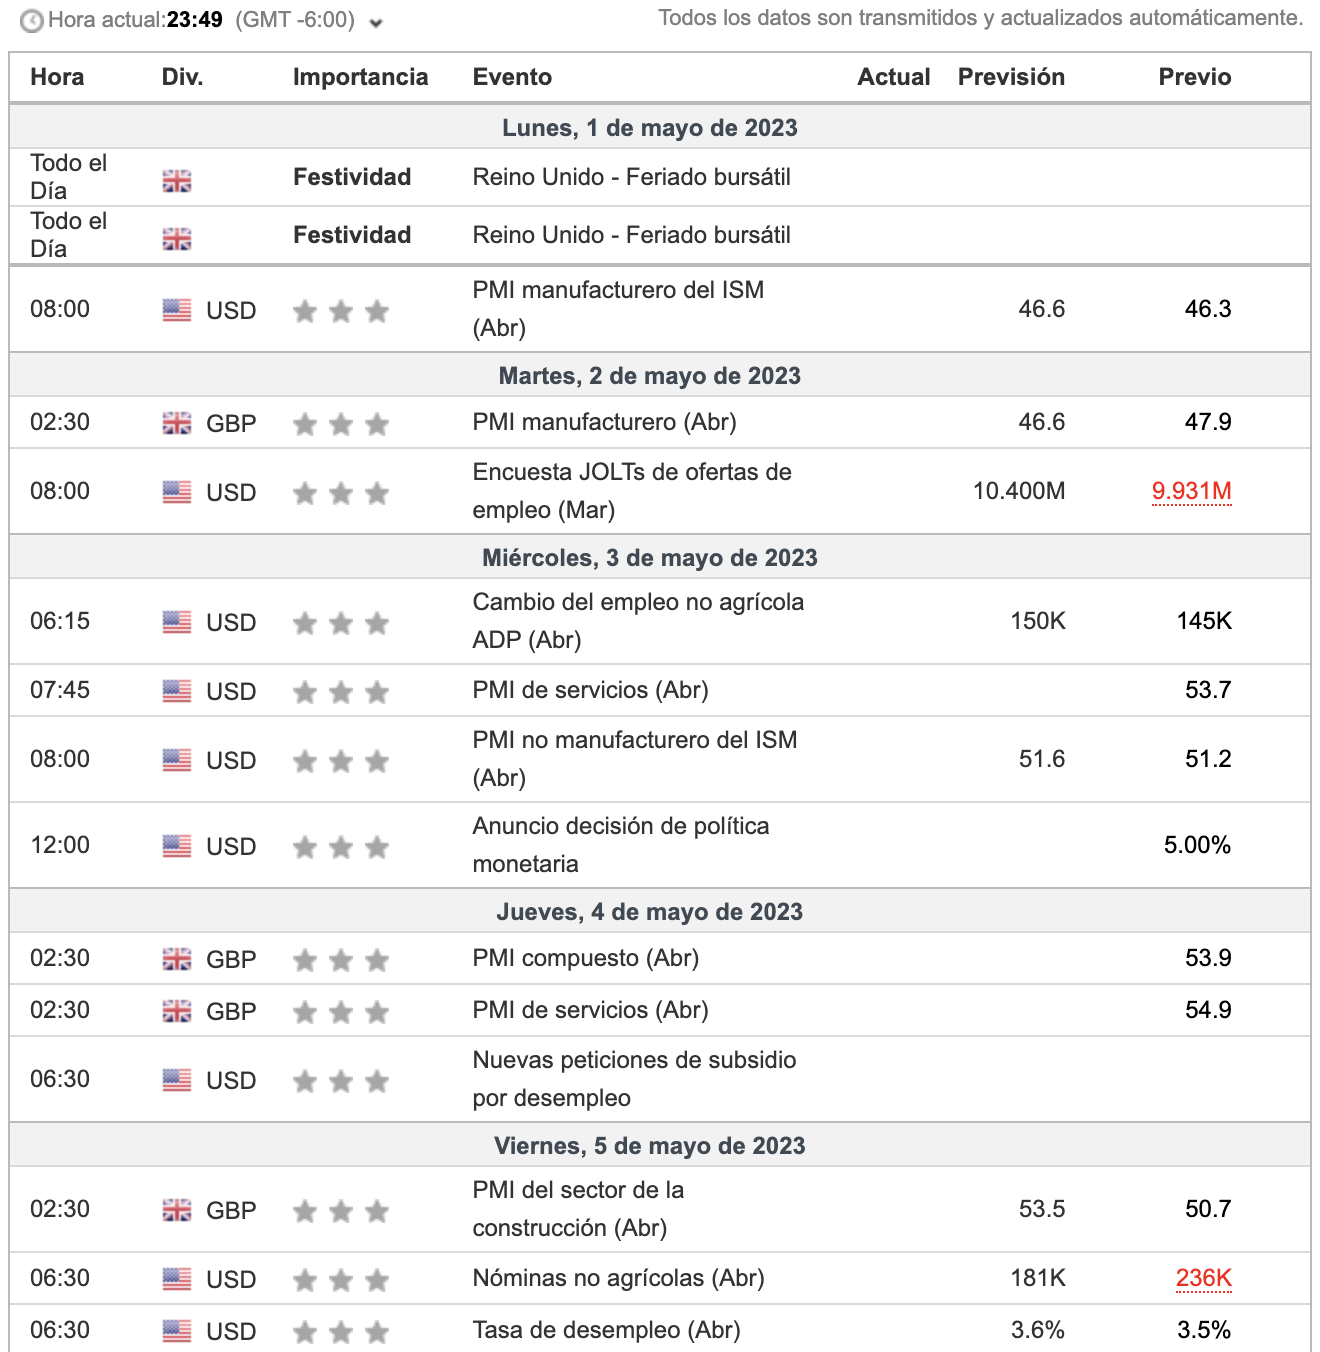 Hora actual:23:49 (GMT -6:00)
Todos los datos son transmitidos y actualizados automáticamente.
Hora Div. Importancia Evento Actual Previsión Previo
Lunes, 1 de mayo de 2023
Todo el
Día
Festividad Reino Unido - Feriado bursátil
Todo el
Día
Festividad Reino Unido - Feriado bursátil
08:00 USD PMI manufacturero del ISM
(Abr)
46.6 46.3
Martes, 2 de mayo de 2023
02:30 GBP PMI manufacturero (Abr) 46.6 47.9
08:00 USD Encuesta JOLTs de ofertas de
empleo (Mar)
10.400M 9.931M
Miércoles, 3 de mayo de 2023
06:15 USD Cambio del empleo no agrícola
ADP (Abr)
150K 145K
07:45 USD PMI de servicios (Abr) 53.7
08:00 USD PMI no manufacturero del ISM
(Abr)
51.6 51.2
12:00 USD Anuncio decisión de política
monetaria
5.00%
Jueves, 4 de mayo de 2023
02:30 GBP PMI compuesto (Abr) 53.9
02:30 GBP PMI de servicios (Abr) 54.9
06:30 USD Nuevas peticiones de subsidio
por desempleo
Viernes, 5 de mayo de 2023
02:30 GBP PMI del sector de la
construcción (Abr)
53.5 50.7
06:30 USD Nóminas no agrícolas (Abr) 181K 236K
06:30 USD Tasa de desempleo (Abr) 3.6% 3.5%